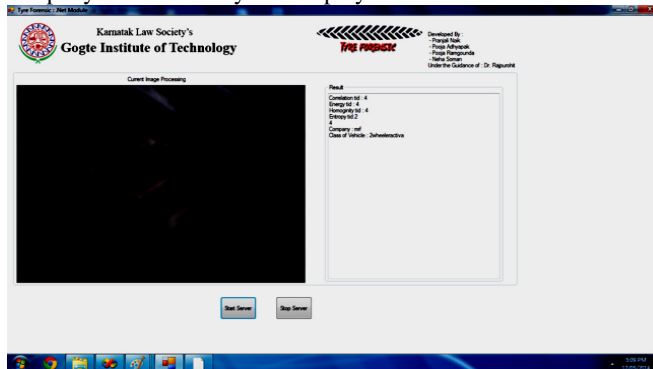 Tyre Forensic : .Net Module
Karnatak Law Society's
Gogte Institute of Technology
TYRE FORENSIC
Developed By :
- Pranjali Naik
- Pooja Adhyapak
- Pooja Ramgounda
- Neha Soman
Under the Guidance of : Dr. Rajpurohit
Current Image Processing
Result
Correlation tid : 4
Energy tid : 4
Homoginity tid : 4
Entropy tid:2
4
Company : mrf
Class of Vehicle : 2wheeleractiva
Start Server
Stop Server
5:09 PM